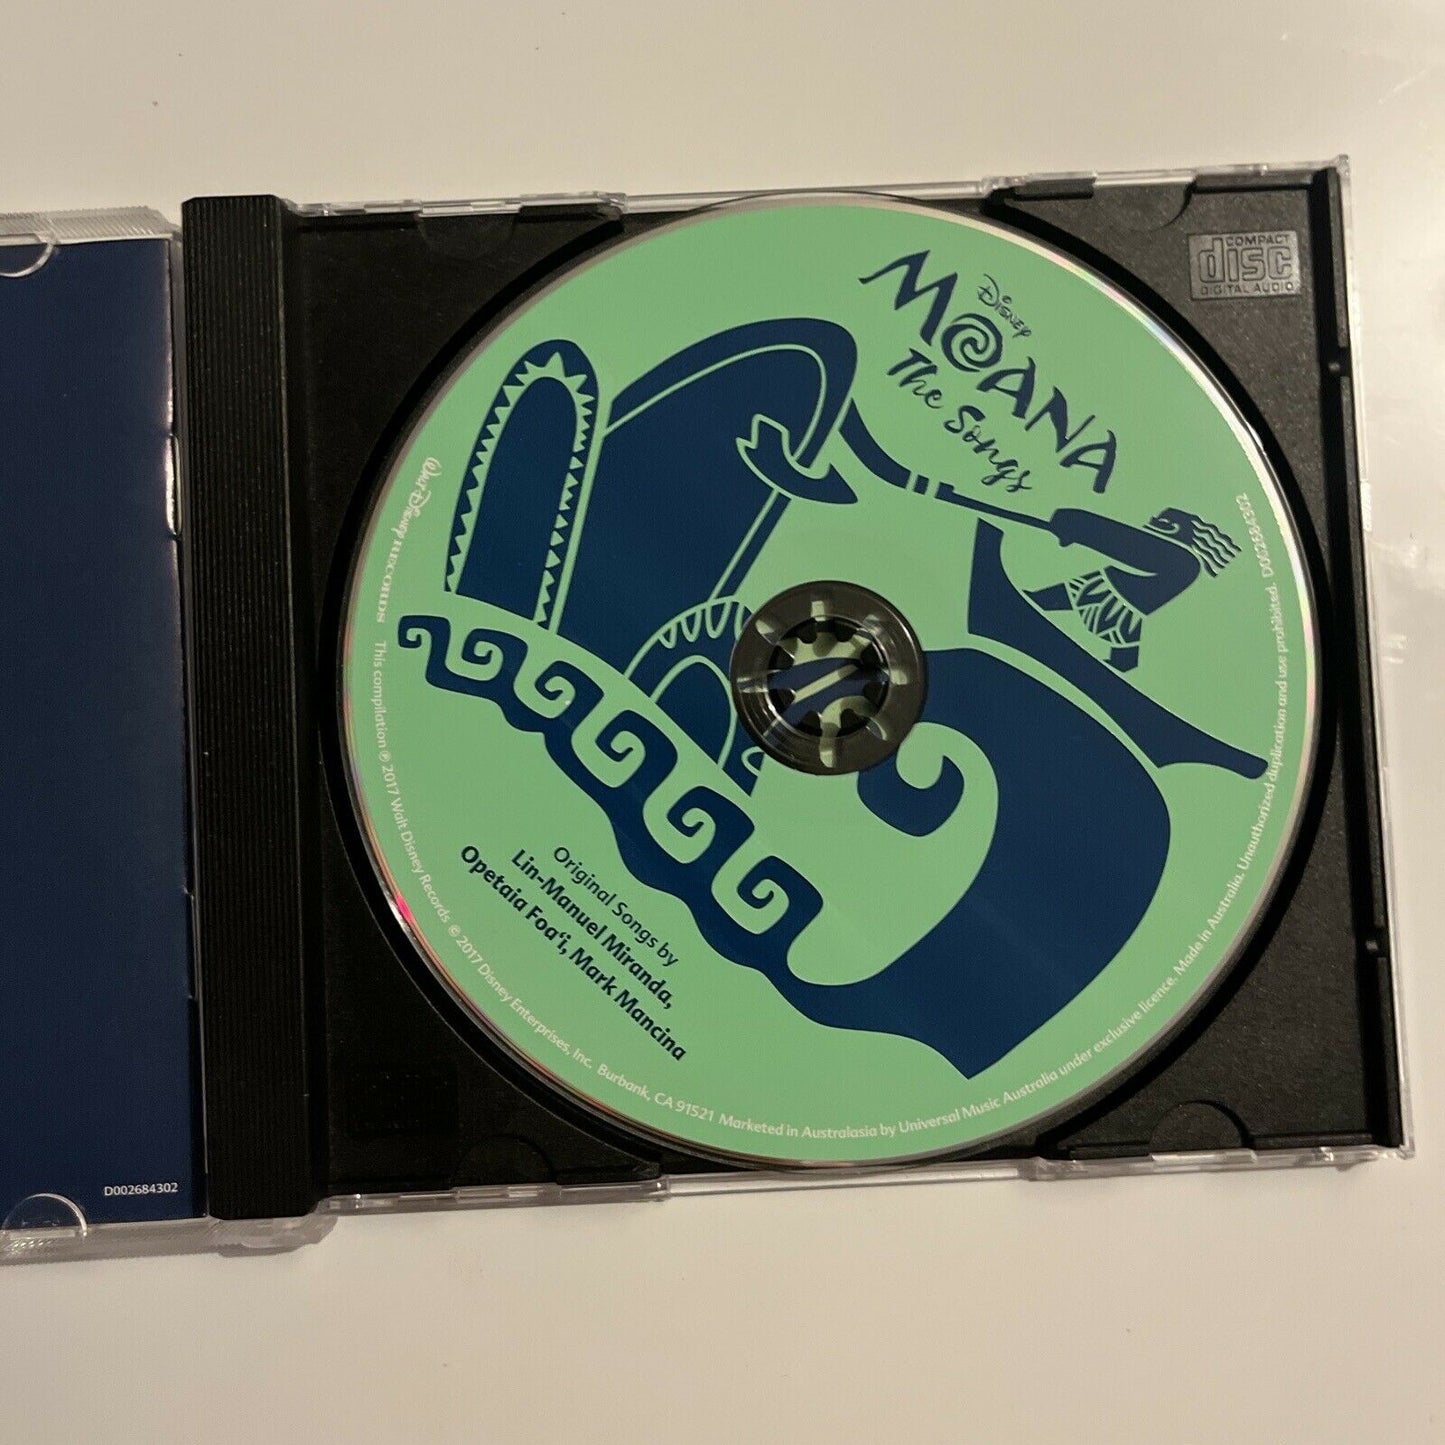 COMPACT
disc
DIGITAL AUDIO
Disney
MOANA
The Songs
Original Songs by
Lin-Manuel Miranda,
Opetaia Foaʻi, Mark Mancina
Walt Disney Records
This compilation ℗ 2017 Walt Disney Records © 2017 Disney Enterprises, Inc. Burbank, CA 91521 Marketed in Australasia by Universal Music Australia under exclusive licence. Made in Australia. Unauthorized duplication and use prohibited. D002684302
D002684302